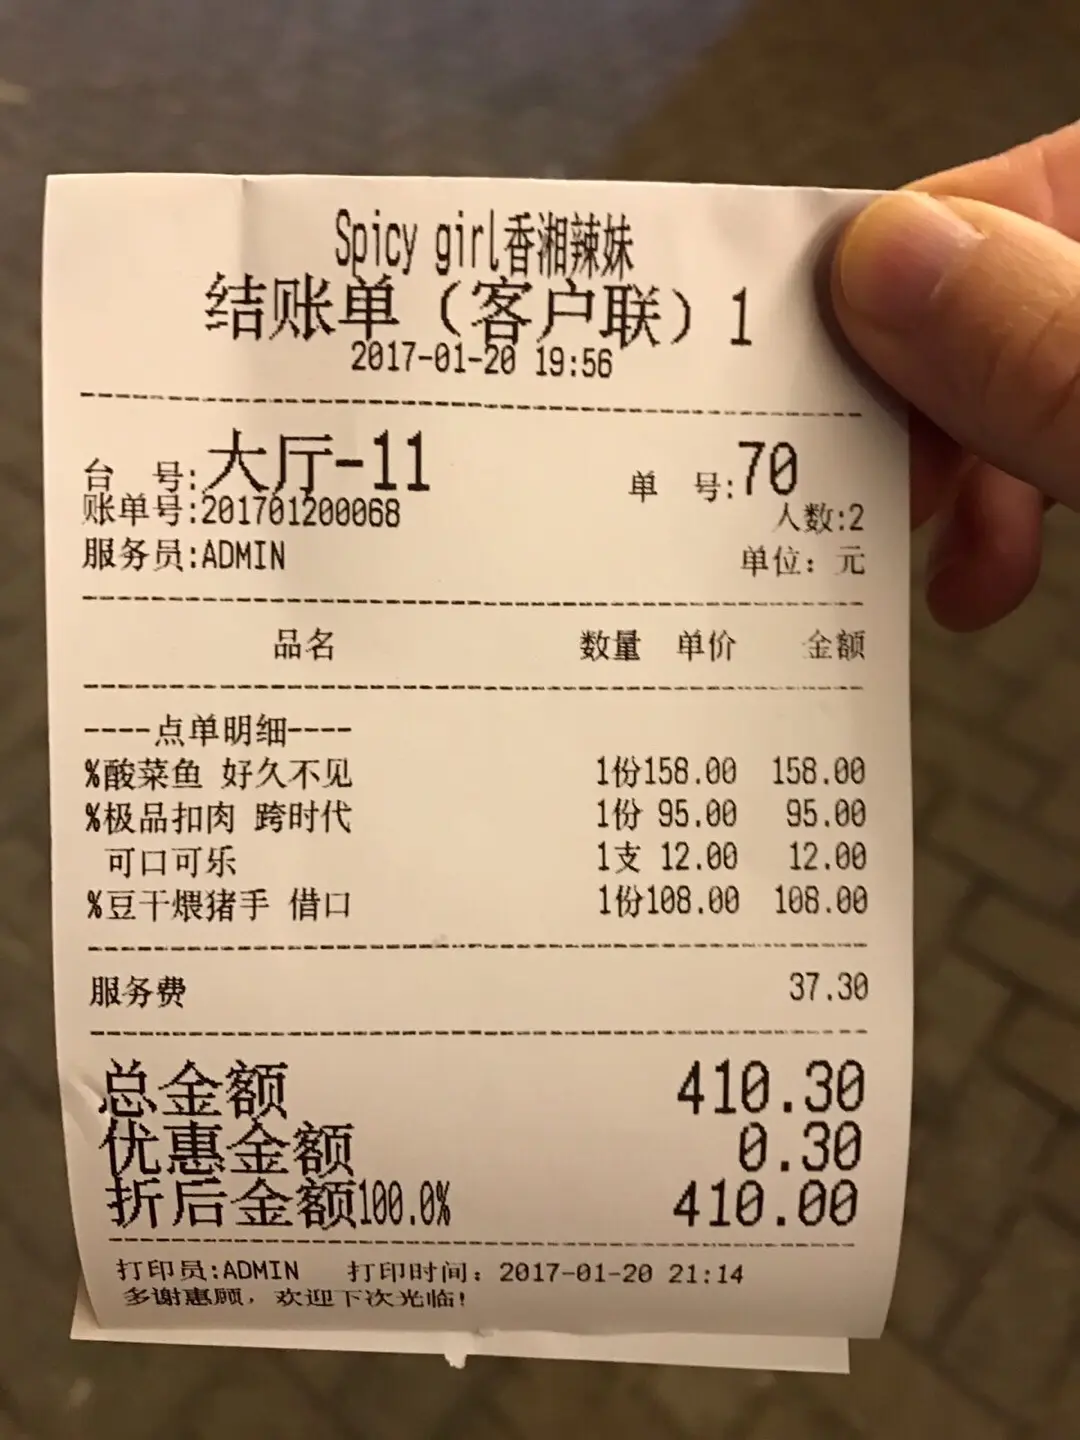 Spicy girl香湘辣妹
结账单（客户联）1
2017-01-20 19:56
台 号:大厅-11 单 号:70
账单号:201701200068 人数:2
服务员:ADMIN 单位：元
品名 数量 单价 金额
----点单明细----
%酸菜鱼 好久不见 1份158.00 158.00
%极品扣肉 跨时代 1份 95.00 95.00
可口可乐 1支 12.00 12.00
%豆干煨猪手 借口 1份108.00 108.00
服务费 37.30
总金额 410.30
优惠金额 0.30
折后金额100.0% 410.00
打印员:ADMIN 打印时间：2017-01-20 21:14
多谢惠顾，欢迎下次光临!